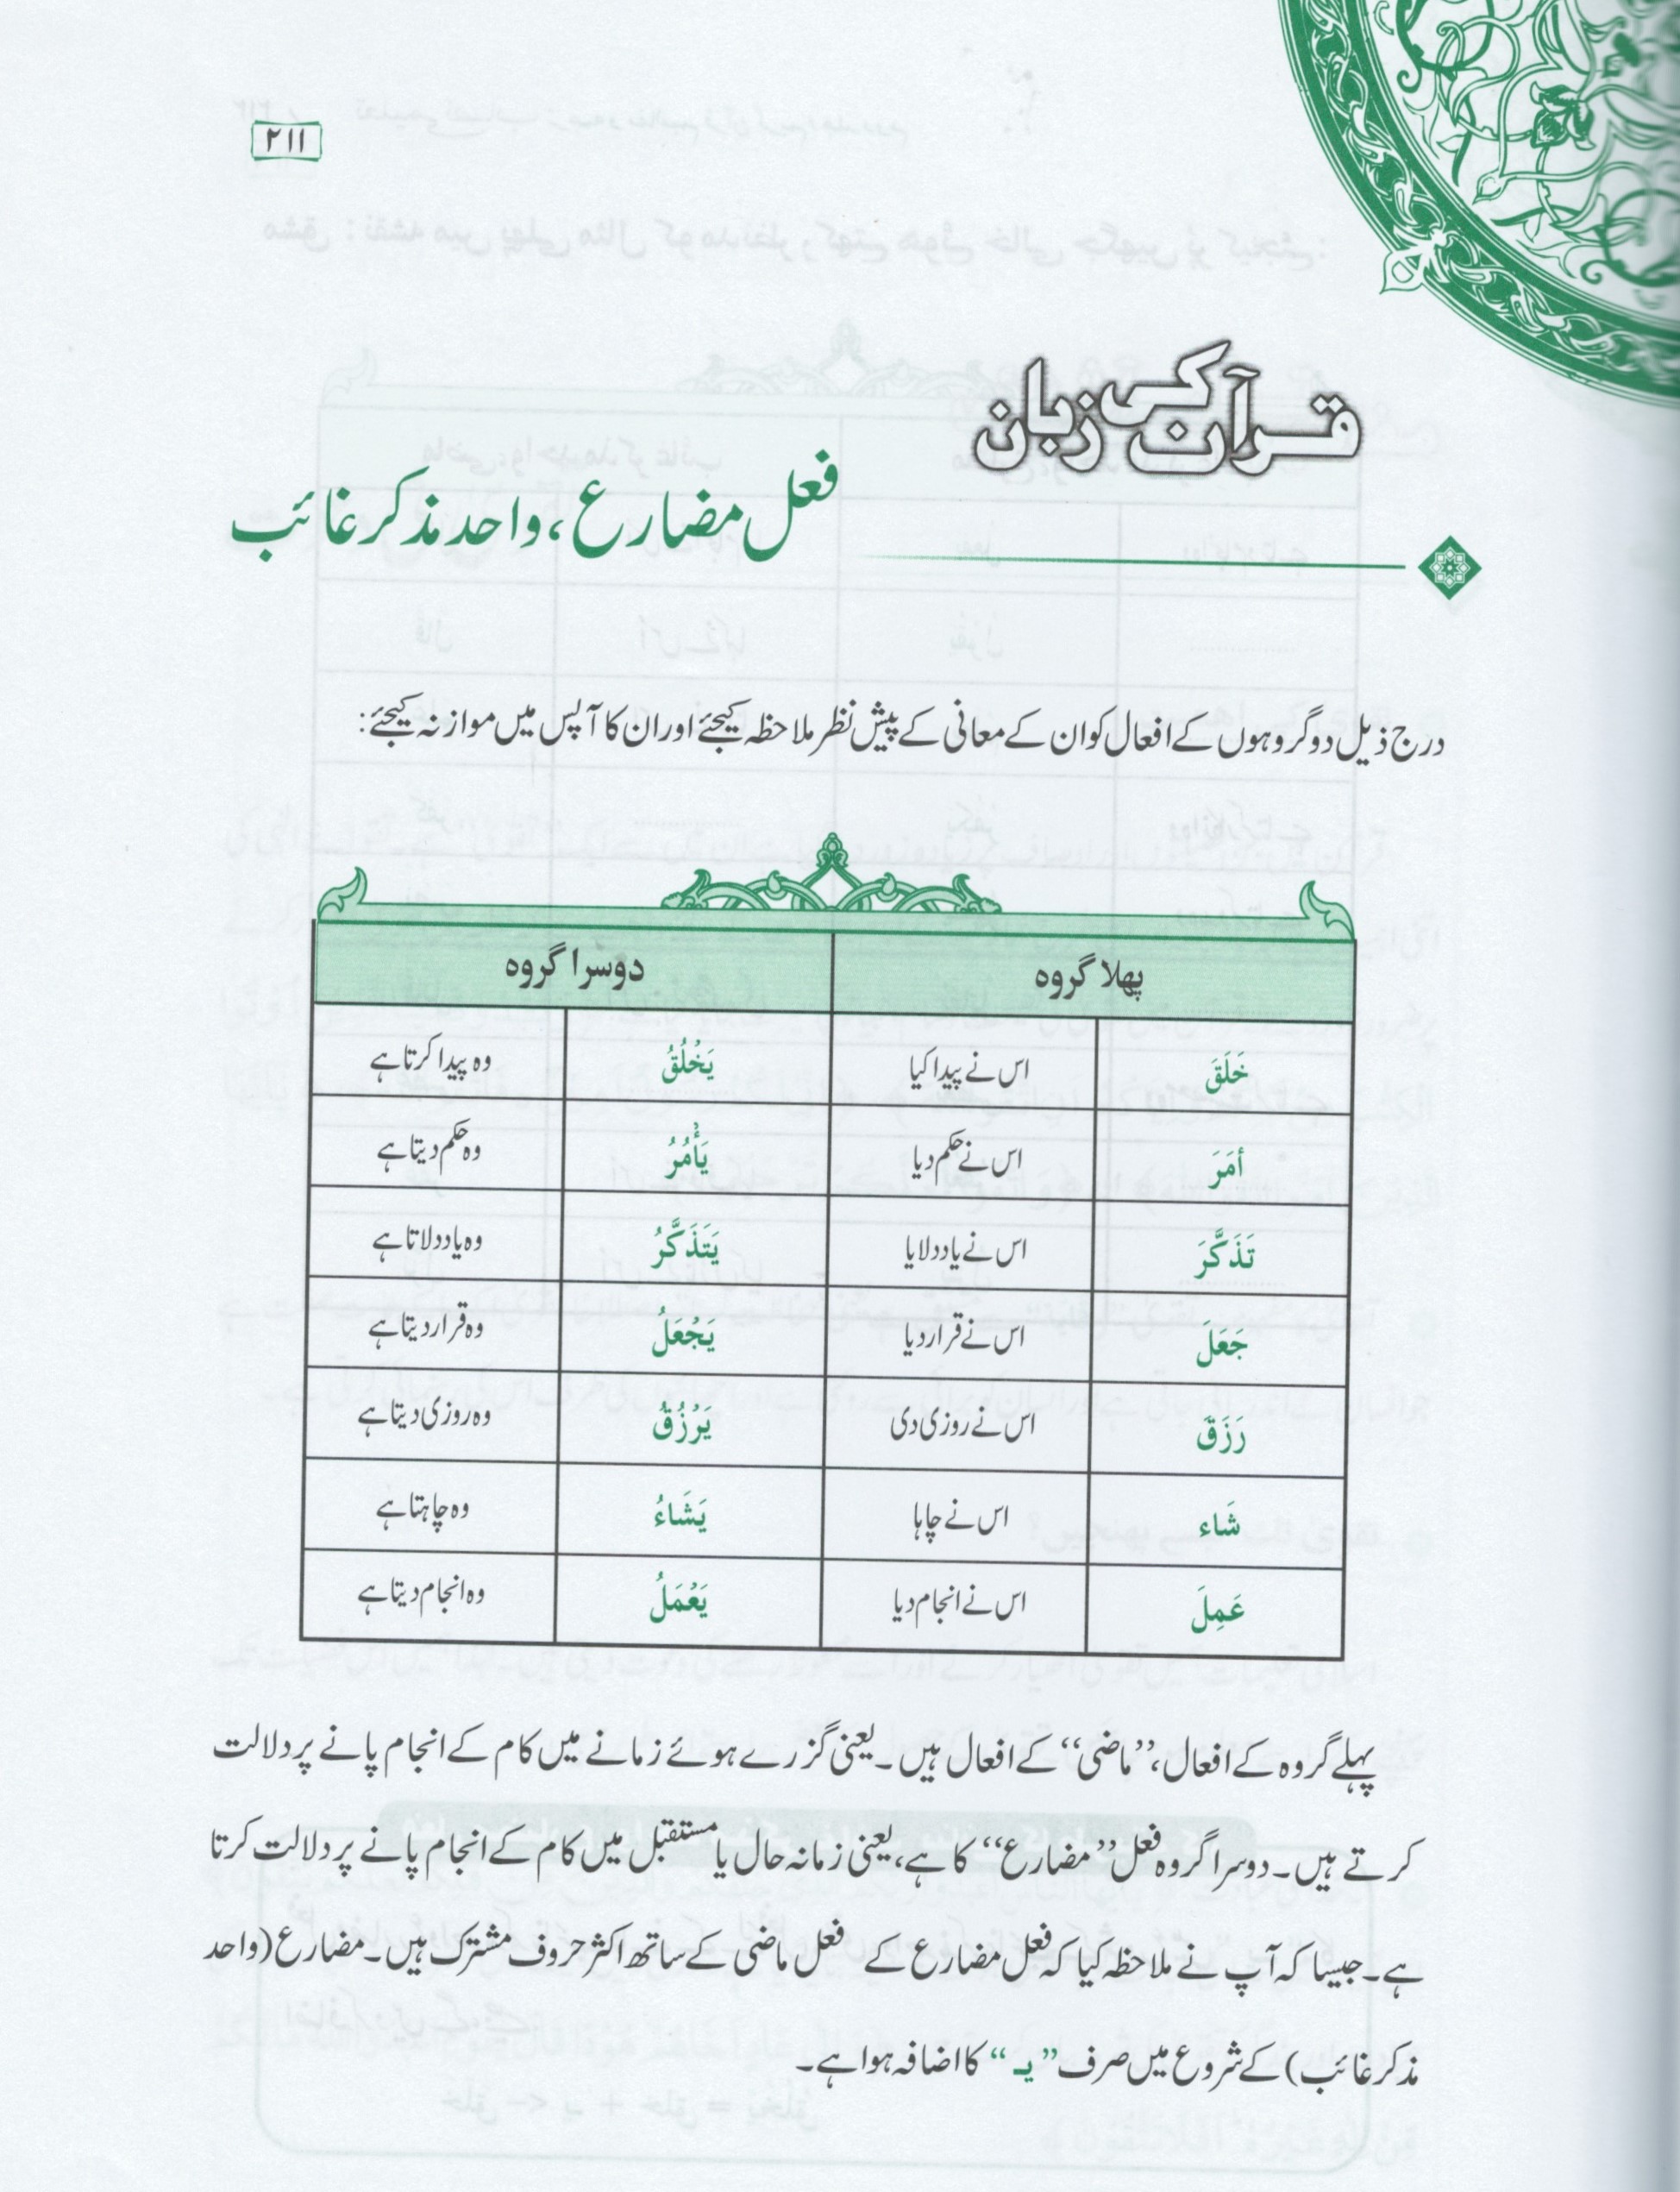 ۲۱۱
قرآن کی زبان
فعل مضارع، واحد مذکر غائب
درج ذیل دو گروہوں کے افعال کو ان کے معانی کے پیش نظر ملاحظہ کیجئے اور ان کا آپس میں موازنہ کیجئے:
پہلا گروہ دوسرا گروہ
خَلَقَ اس نے پیدا کیا يَخْلُقُ وہ پیدا کرتا ہے
أمَرَ اس نے حکم دیا يَأْمُرُ وہ حکم دیتا ہے
تَذَكَّرَ اس نے یاد دلایا يَتَذَكَّرُ وہ یاد دلاتا ہے
جَعَلَ اس نے قرار دیا يَجْعَلُ وہ قرار دیتا ہے
رَزَقَ اس نے روزی دی يَرْزُقُ وہ روزی دیتا ہے
شَاء اس نے چاہا يَشَاءُ وہ چاہتا ہے
عَمِلَ اس نے انجام دیا يَعْمَلُ وہ انجام دیتا ہے
پہلے گروہ کے افعال، ”ماضی“ کے افعال ہیں۔ یعنی گزرے ہوئے زمانے میں کام کے انجام پانے پر دلالت
کرتے ہیں۔ دوسرا گروہ فعل ”مضارع“ کا ہے، یعنی زمانہ حال یا مستقبل میں کام کے انجام پانے پر دلالت کرتا
ہے۔ جیسا کہ آپ نے ملاحظہ کیا کہ فعل مضارع کے فعل ماضی کے ساتھ اکثر حروف مشترک ہیں۔ مضارع (واحد
مذکر غائب) کے شروع میں صرف ”یـ“ کا اضافہ ہوا ہے۔